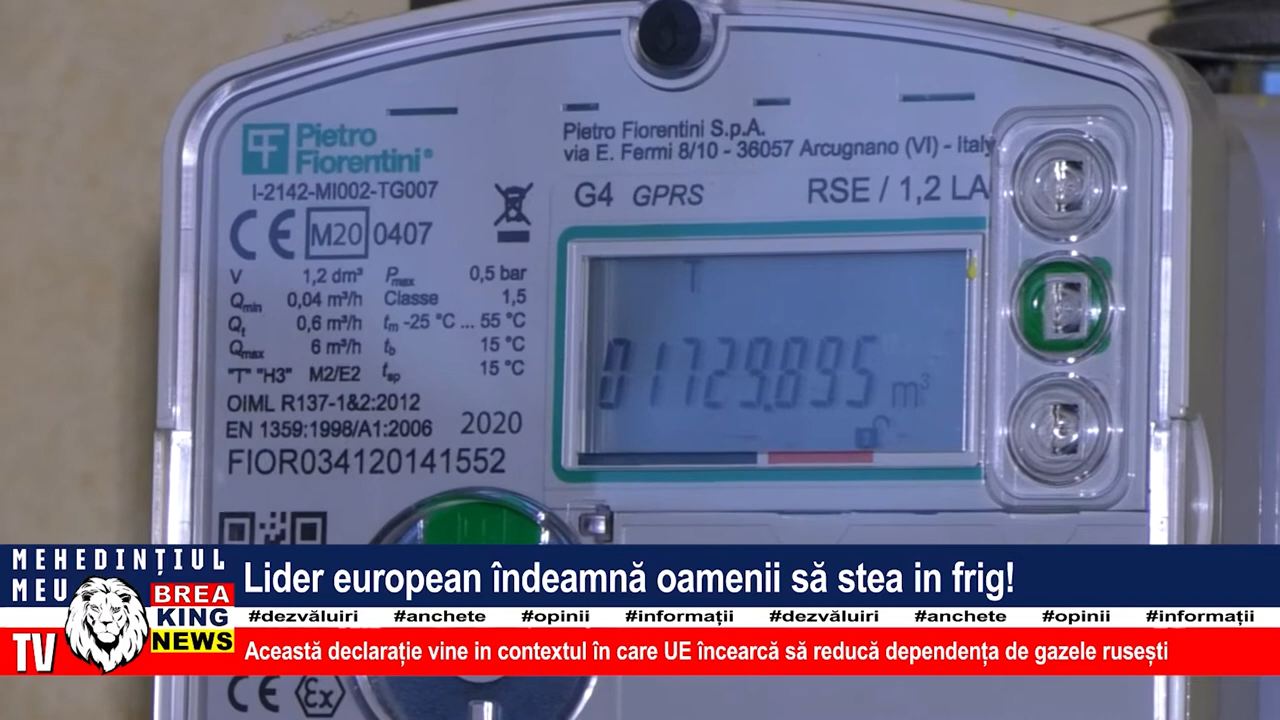 Pietro
Fiorentini®
I-2142-MI002-TG007
CE M20 0407
V 1,2 dm³ Pmax 0,5 bar
Qmin 0,04 m³/h Classe 1,5
Qt 0,6 m³/h tm -25 °C ... 55 °C
Qmax 6 m³/h tb 15 °C
"T" "H3" M2/E2 tsp 15 °C
OIML R137-1&2:2012
EN 1359:1998/A1:2006 2020
FIOR034120141552
Pietro Fiorentini S.p.A.
via E. Fermi 8/10 - 36057 Arcugnano (VI) - Italy
G4 GPRS RSE / 1,2 LA
T
01729.895 m³
MEHEDINȚIUL
MEU
TV
BREA
KING
NEWS
Lider european îndeamnă oamenii să stea in frig!
#dezvăluiri #anchete #opinii #informații #dezvăluiri #anchete #opinii #informații
Această declarație vine in contextul în care UE încearcă să reducă dependența de gazele rusești
CE Ex